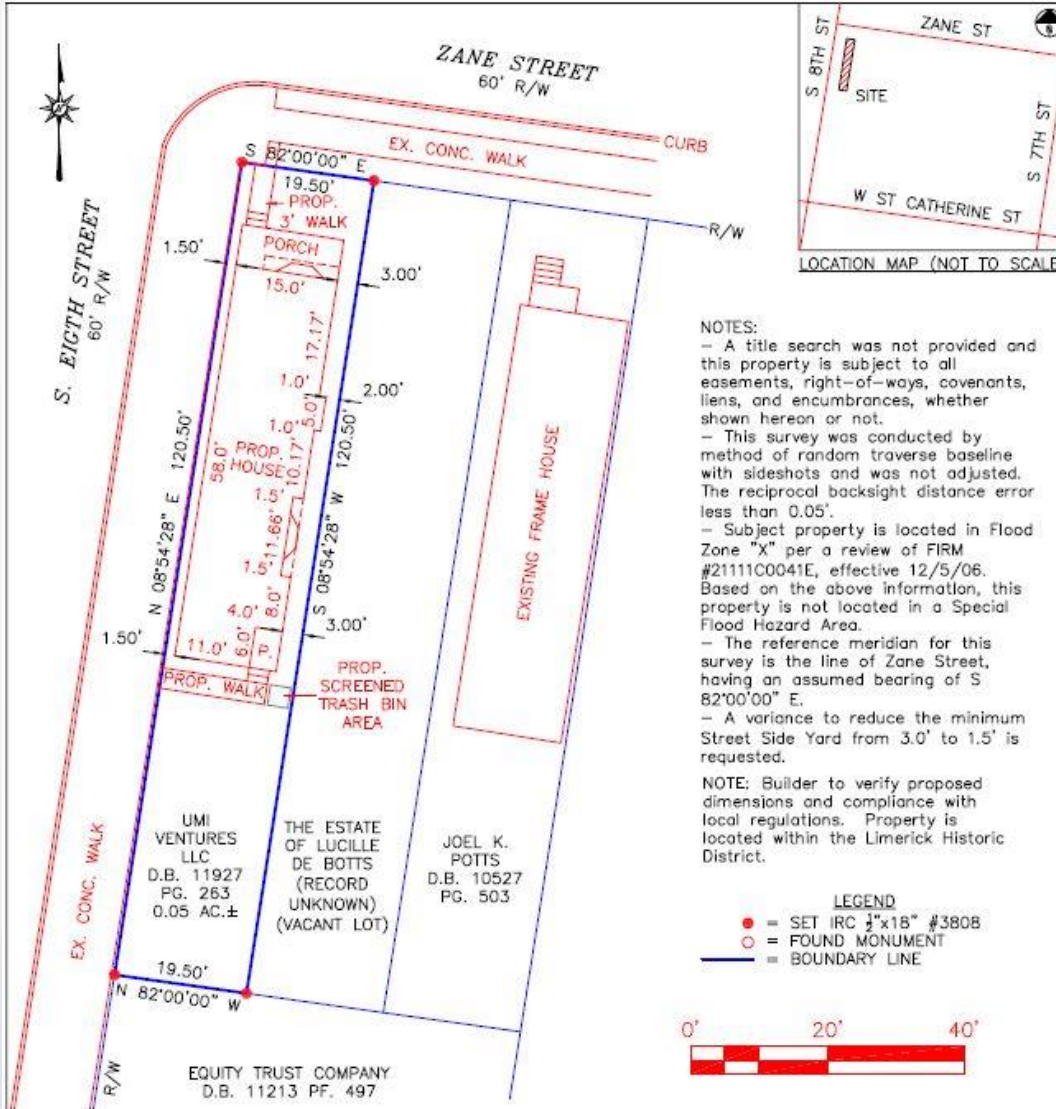 ZANE STREET
60' R/W
CURB
EX. CONC. WALK
S 82°00'00" E
19.50'
PROP.
3' WALK
PORCH
1.50'
3.00'
15.0'
R/W
S. EIGTH STREET
60' R/W
17.17'
1.0'
2.00'
5.0'
1.0'
PROP.
HOUSE
58.0'
10.17'
1.5'
11.66'
1.5'
8.0'
4.0'
6.0'
P.
11.0'
1.50'
3.00'
N 08°54'28" E 120.50'
S 08°54'28" W 120.50'
PROP. WALK
PROP.
SCREENED
TRASH BIN
AREA
EXISTING FRAME HOUSE
UMI
VENTURES
LLC
D.B. 11927
PG. 263
0.05 AC.±
THE ESTATE
OF LUCILLE
DE BOTTS
(RECORD
UNKNOWN)
(VACANT LOT)
JOEL K.
POTTS
D.B. 10527
PG. 503
EX. CONC. WALK
19.50'
N 82°00'00" W
R/W
EQUITY TRUST COMPANY
D.B. 11213 PF. 497
ZANE ST
S 8TH ST
SITE
S 7TH ST
W ST CATHERINE ST
LOCATION MAP (NOT TO SCALE
NOTES:
– A title search was not provided and
this property is subject to all
easements, right–of–ways, covenants,
liens, and encumbrances, whether
shown hereon or not.
– This survey was conducted by
method of random traverse baseline
with sideshots and was not adjusted.
The reciprocal backsight distance error
less than 0.05'.
– Subject property is located in Flood
Zone "X" per a review of FIRM
#21111C0041E, effective 12/5/06.
Based on the above information, this
property is not located in a Special
Flood Hazard Area.
– The reference meridian for this
survey is the line of Zane Street,
having an assumed bearing of S
82°00'00" E.
– A variance to reduce the minimum
Street Side Yard from 3.0' to 1.5' is
requested.
NOTE: Builder to verify proposed
dimensions and compliance with
local regulations. Property is
located within the Limerick Historic
District.
LEGEND
= SET IRC ½"x18" #3808
= FOUND MONUMENT
= BOUNDARY LINE
0' 20' 40'